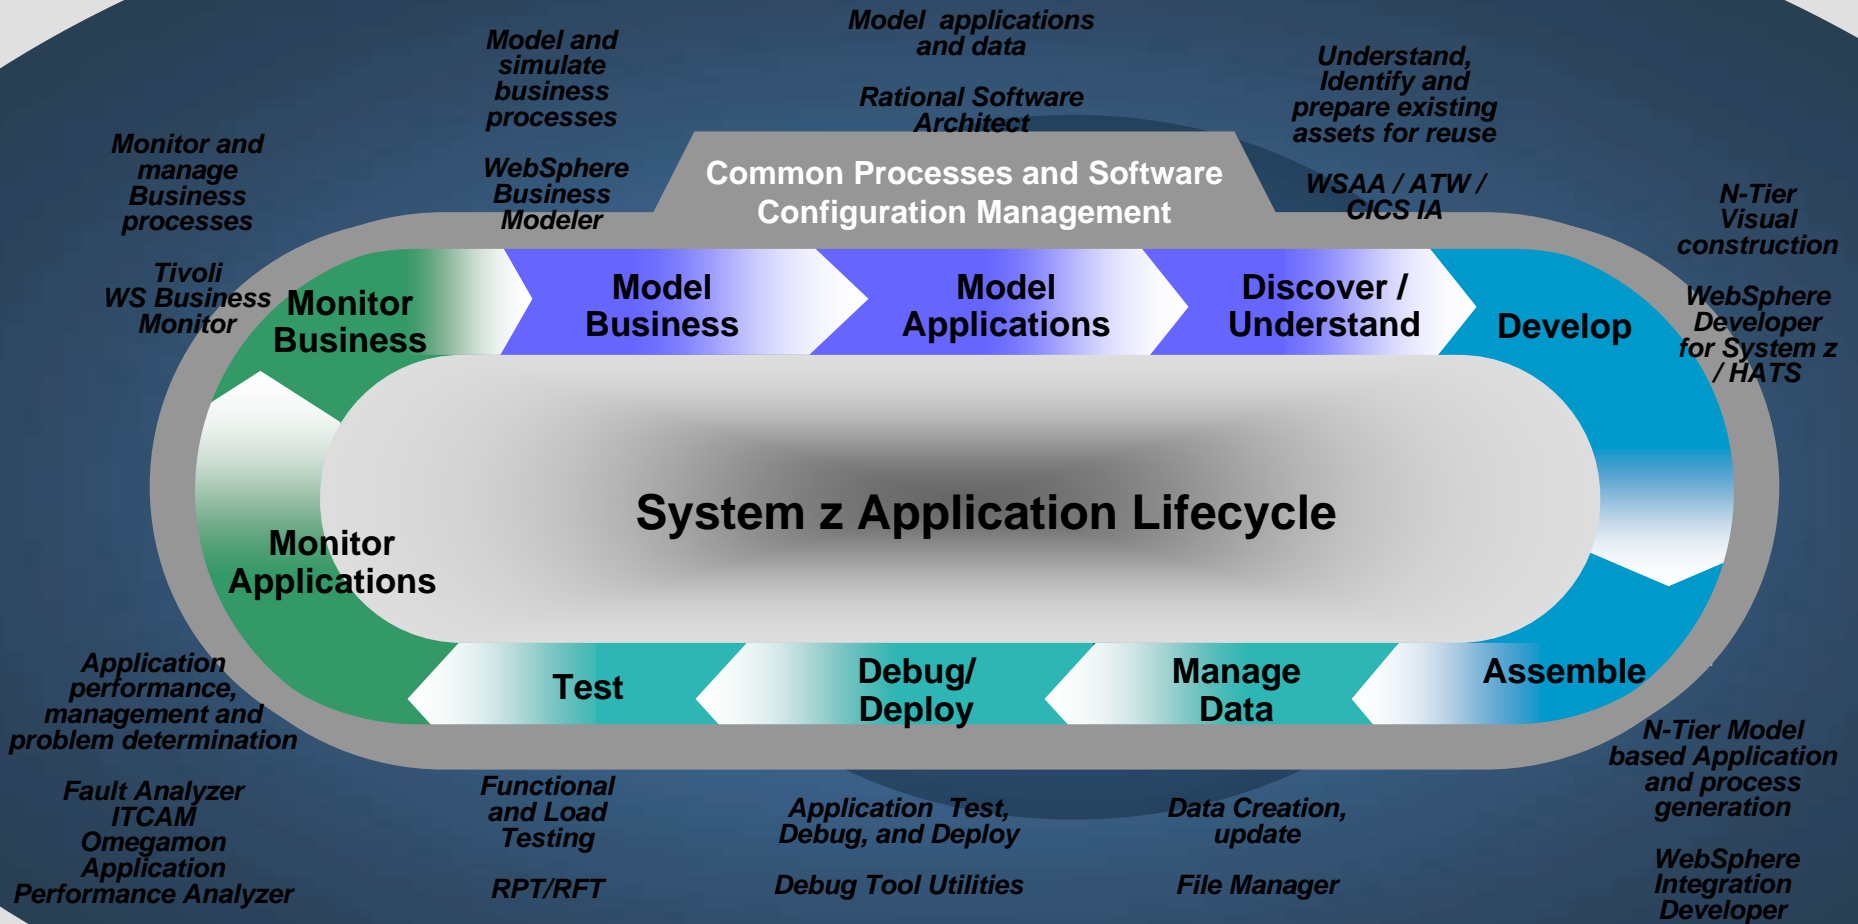 Model and
simulate
business
processes
WebSphere
Business
Modeler
Model applications
and data
Rational Software
Architect
Understand,
Identify and
prepare existing
assets for reuse
WSAA / ATW /
CICS IA
Monitor and
manage
Business
processes
Tivoli
WS Business
Monitor
N-Tier
Visual
construction
WebSphere
Developer
for System z
/ HATS
Common Processes and Software
Configuration Management
Monitor
Business
Model
Business
Model
Applications
Discover /
Understand
Develop
System z Application Lifecycle
Monitor
Applications
Test
Debug/
Deploy
Manage
Data
Assemble
Application
performance,
management and
problem determination
Fault Analyzer
ITCAM
Omegamon
Application
Performance Analyzer
Functional
and Load
Testing
RPT/RFT
Application Test,
Debug, and Deploy
Debug Tool Utilities
Data Creation,
update
File Manager
N-Tier Model
based Application
and process
generation
WebSphere
Integration
Developer